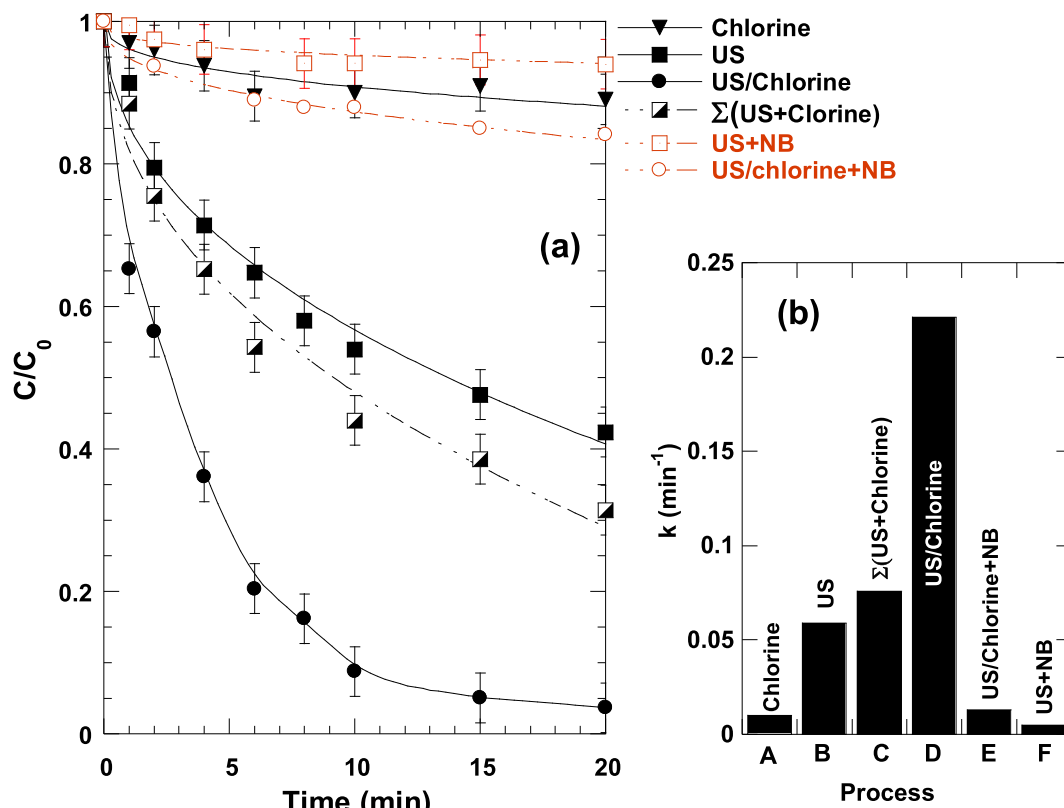 Chlorine
US
US/Chlorine
Σ(US+Clorine)
US+NB
US/chlorine+NB
(a)
1
0.8
0.6
0.4
0.2
0
C/C0
0 5 10 15 20
Time (min)
(b)
0.25
0.2
0.15
0.1
0.05
0
k (min-1)
Chlorine
US
Σ(US+Chlorine)
US/Chlorine
US/Chlorine+NB
US+NB
A B C D E F
Process